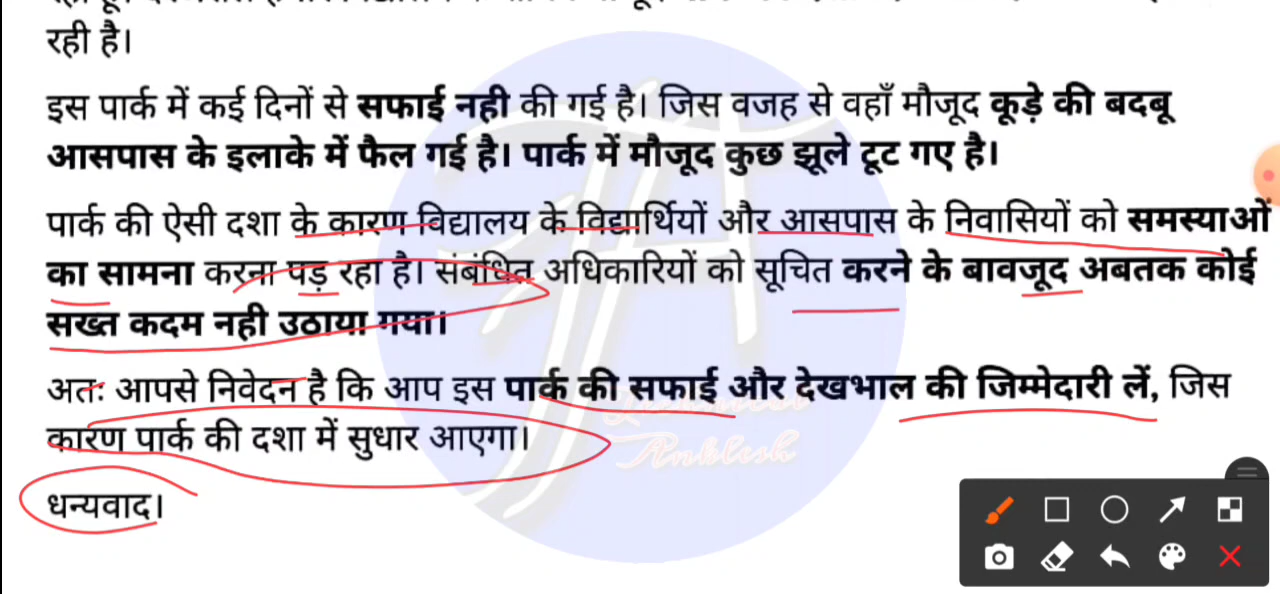 रही है।
इस पार्क में कई दिनों से सफाई नही की गई है। जिस वजह से वहाँ मौजूद कूड़े की बदबू
आसपास के इलाके में फैल गई है। पार्क में मौजूद कुछ झूले टूट गए है।
पार्क की ऐसी दशा के कारण विद्यालय के विद्यार्थियों और आसपास के निवासियों को समस्याओं
का सामना करना पड़ रहा है। संबंधित अधिकारियों को सूचित करने के बावजूद अबतक कोई
सख्त कदम नही उठाया गया।
अतः आपसे निवेदन है कि आप इस पार्क की सफाई और देखभाल की जिम्मेदारी लें, जिस
कारण पार्क की दशा में सुधार आएगा।
धन्यवाद।